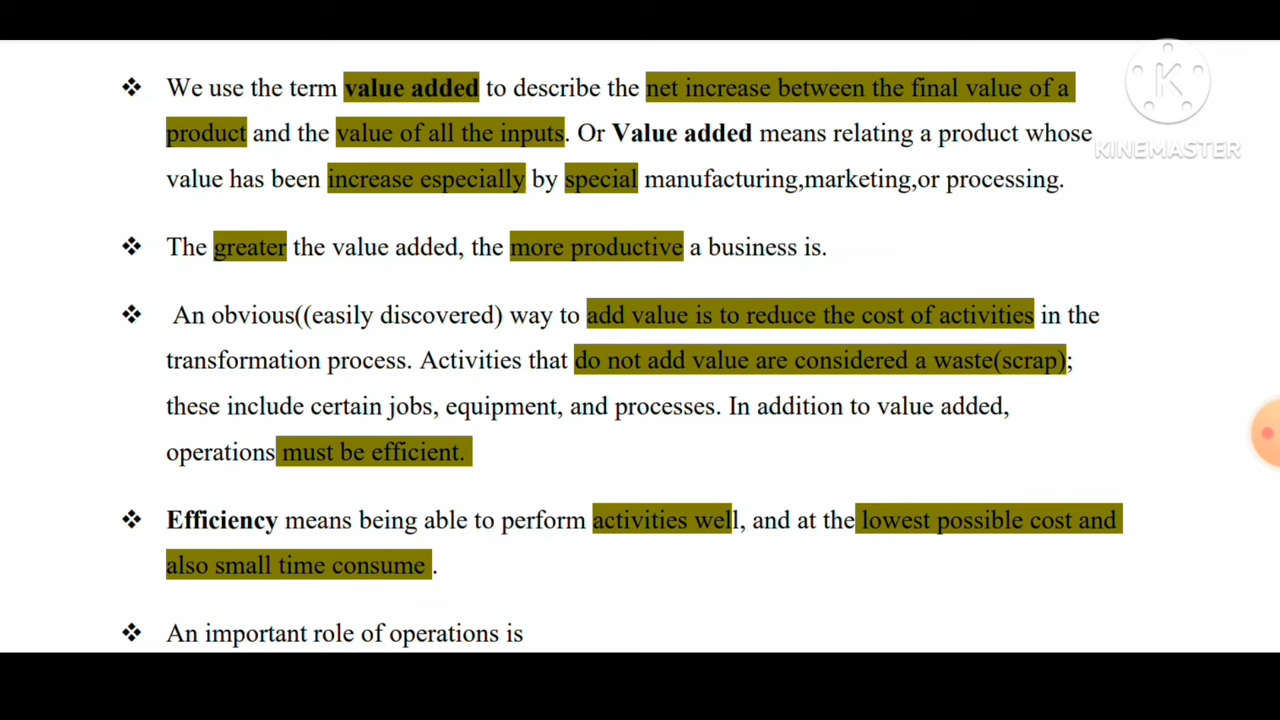 ❖ We use the term value added to describe the net increase between the final value of a
product and the value of all the inputs. Or Value added means relating a product whose
value has been increase especially by special manufacturing,marketing,or processing.
❖ The greater the value added, the more productive a business is.
❖ An obvious((easily discovered) way to add value is to reduce the cost of activities in the
transformation process. Activities that do not add value are considered a waste(scrap);
these include certain jobs, equipment, and processes. In addition to value added,
operations must be efficient.
❖ Efficiency means being able to perform activities well, and at the lowest possible cost and
also small time consume .
❖ An important role of operations is
KINEMASTER